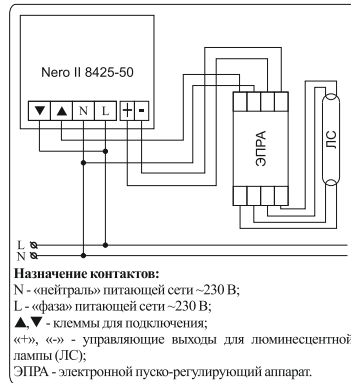 Nero II 8425-50
▼ ▲ N L + -
ЭПРА
ЛС
L
N
Назначение контактов:
N - «нейтраль» питающей сети ~230 В;
L - «фаза» питающей сети ~230 В;
▲,▼ - клеммы для подключения;
«+», «-» - управляющие выходы для люминесцентной
лампы (ЛС);
ЭПРА - электронной пуско-регулирующий аппарат.